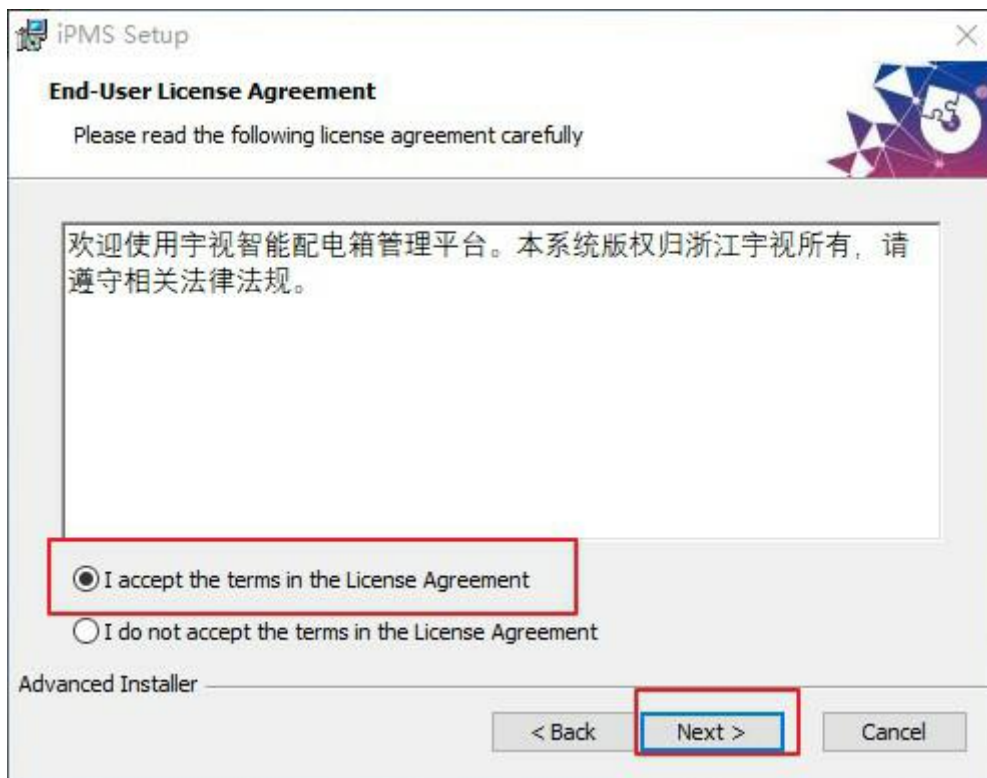 iPMS Setup
End-User License Agreement
Please read the following license agreement carefully
欢迎使用宇视智能配电箱管理平台。本系统版权归浙江宇视所有，请
遵守相关法律法规。
I accept the terms in the License Agreement
I do not accept the terms in the License Agreement
Advanced Installer
< Back Next > Cancel